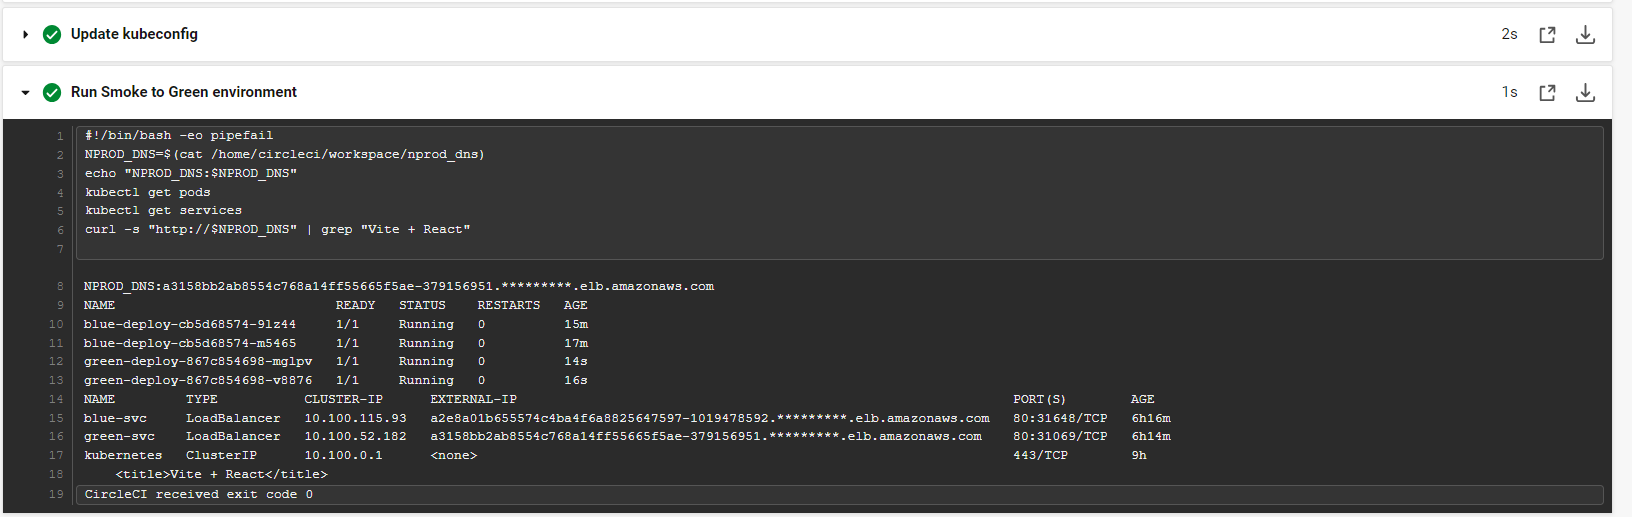 Update kubeconfig 2s
Run Smoke to Green environment 1s
1 #!/bin/bash -eo pipefail
2 NPROD_DNS=$(cat /home/circleci/workspace/nprod_dns)
3 echo "NPROD_DNS:$NPROD_DNS"
4 kubectl get pods
5 kubectl get services
6 curl -s "http://$NPROD_DNS" | grep "Vite + React"
7
8 NPROD_DNS:a3158bb2ab8554c768a14ff55665f5ae-379156951.*********.elb.amazonaws.com
9 NAME READY STATUS RESTARTS AGE
10 blue-deploy-cb5d68574-9lz44 1/1 Running 0 15m
11 blue-deploy-cb5d68574-m5465 1/1 Running 0 17m
12 green-deploy-867c854698-mglpv 1/1 Running 0 14s
13 green-deploy-867c854698-v8876 1/1 Running 0 16s
14 NAME TYPE CLUSTER-IP EXTERNAL-IP PORT(S) AGE
15 blue-svc LoadBalancer 10.100.115.93 a2e8a01b655574c4ba4f6a8825647597-1019478592.*********.elb.amazonaws.com 80:31648/TCP 6h16m
16 green-svc LoadBalancer 10.100.52.182 a3158bb2ab8554c768a14ff55665f5ae-379156951.*********.elb.amazonaws.com 80:31069/TCP 6h14m
17 kubernetes ClusterIP 10.100.0.1 <none> 443/TCP 9h
18 <title>Vite + React</title>
19 CircleCI received exit code 0